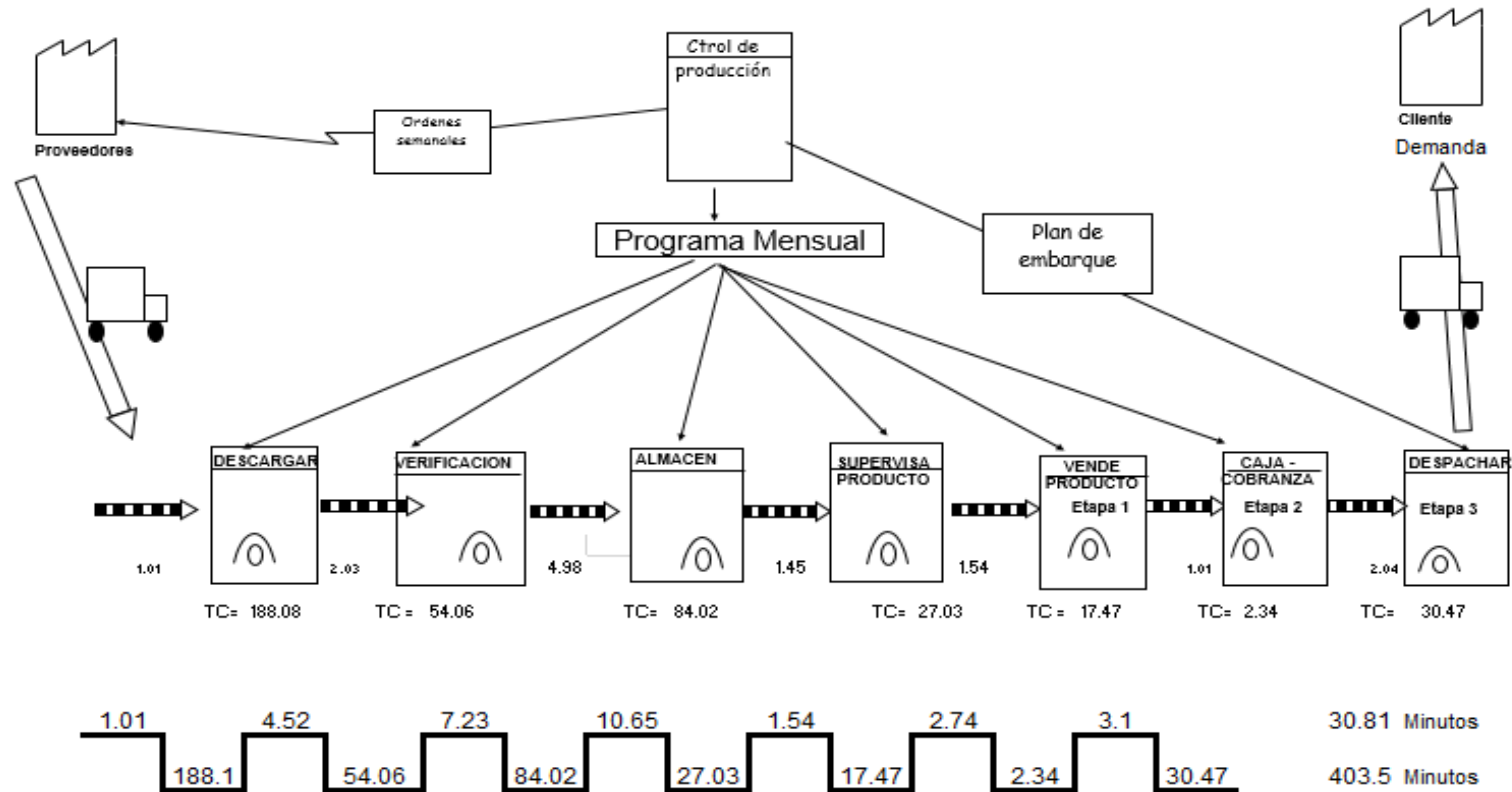 Ctrol de
producción
Ordenes
semanales
Proveedores
Cliente
Demanda
Programa Mensual
Plan de
embarque
DESCARGAR
VERIFICACION
ALMACEN
SUPERVISA
PRODUCTO
VENDE
PRODUCTO
Etapa 1
CAJA -
COBRANZA
Etapa 2
DESPACHAR
Etapa 3
1.01
2.03
4.98
1.45
1.54
1.01
2.04
TC= 188.08
TC = 54.06
TC= 84.02
TC= 27.03
TC= 17.47
TC= 2.34
TC= 30.47
1.01 4.52 7.23 10.65 1.54 2.74 3.1 30.81 Minutos
188.1 54.06 84.02 27.03 17.47 2.34 30.47 403.5 Minutos